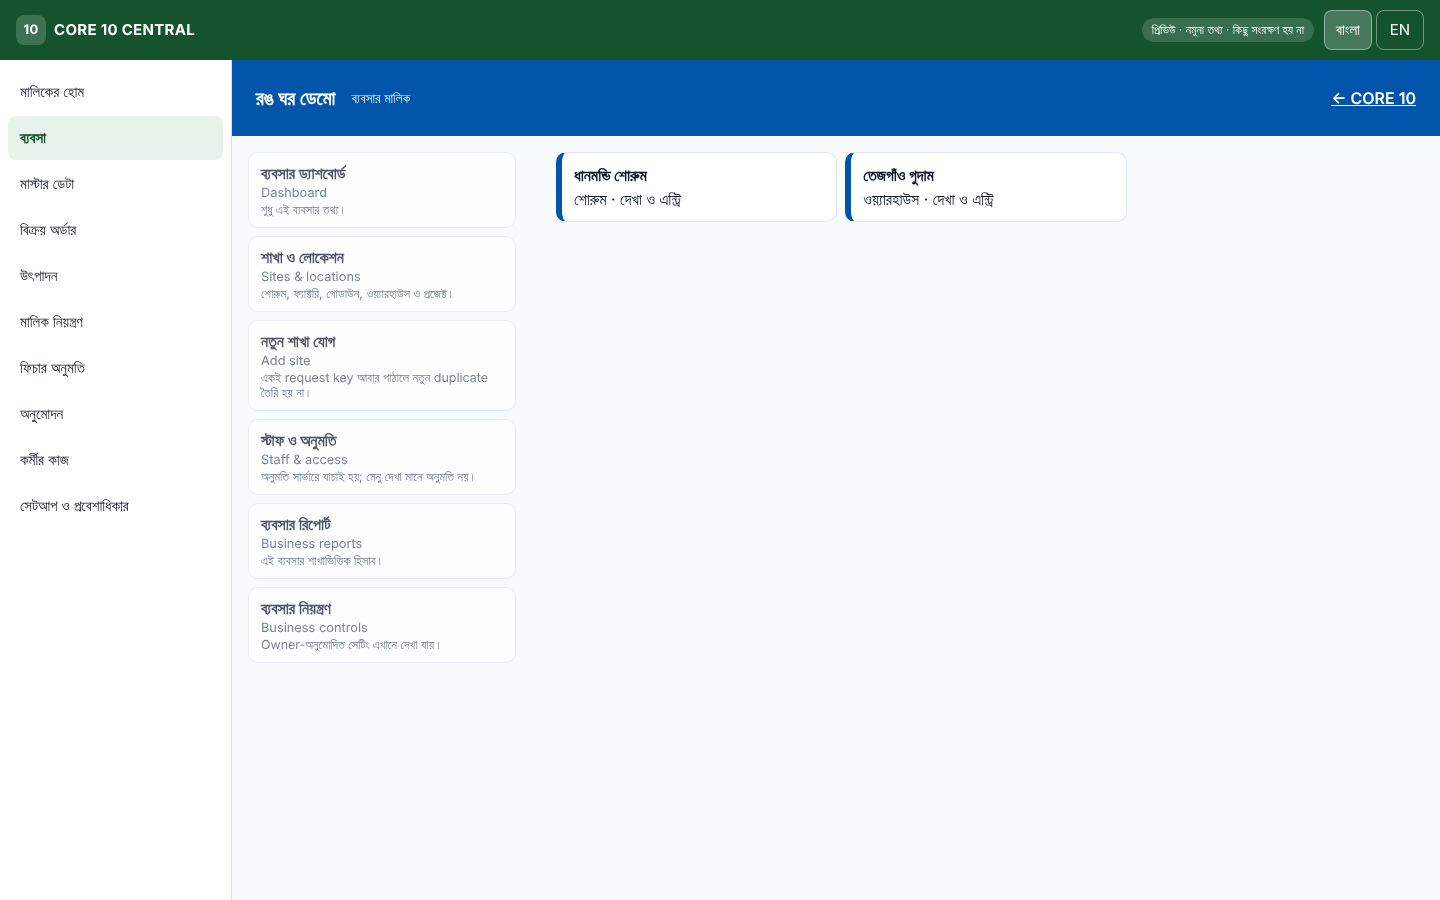 10 CORE 10 CENTRAL
প্রিভিউ · নমুনা তথ্য · কিছু সংরক্ষণ হয় না
বাংলা
EN
মালিকের হোম
ব্যবসা
মাস্টার ডেটা
বিক্রয় অর্ডার
উৎপাদন
মালিক নিয়ন্ত্রণ
ফিচার অনুমতি
অনুমোদন
কর্মীর কাজ
সেটআপ ও প্রবেশাধিকার
রঙ ঘর ডেমো ব্যবসার মালিক
← CORE 10
ব্যবসার ড্যাশবোর্ড
Dashboard
শুধু এই ব্যবসার তথ্য।
শাখা ও লোকেশন
Sites & locations
শোরুম, ফ্যাক্টরি, গোডাউন, ওয়্যারহাউস ও প্রজেক্ট।
নতুন শাখা যোগ
Add site
একই request key আবার পাঠালে নতুন duplicate
তৈরি হয় না।
স্টাফ ও অনুমতি
Staff & access
অনুমতি সার্ভারে যাচাই হয়; মেনু দেখা মানে অনুমতি নয়।
ব্যবসার রিপোর্ট
Business reports
এই ব্যবসার শাখাভিত্তিক হিসাব।
ব্যবসার নিয়ন্ত্রণ
Business controls
Owner-অনুমোদিত সেটিং এখানে দেখা যায়।
ধানমন্ডি শোরুম
শোরুম · দেখা ও এন্ট্রি
তেজগাঁও গুদাম
ওয়্যারহাউস · দেখা ও এন্ট্রি